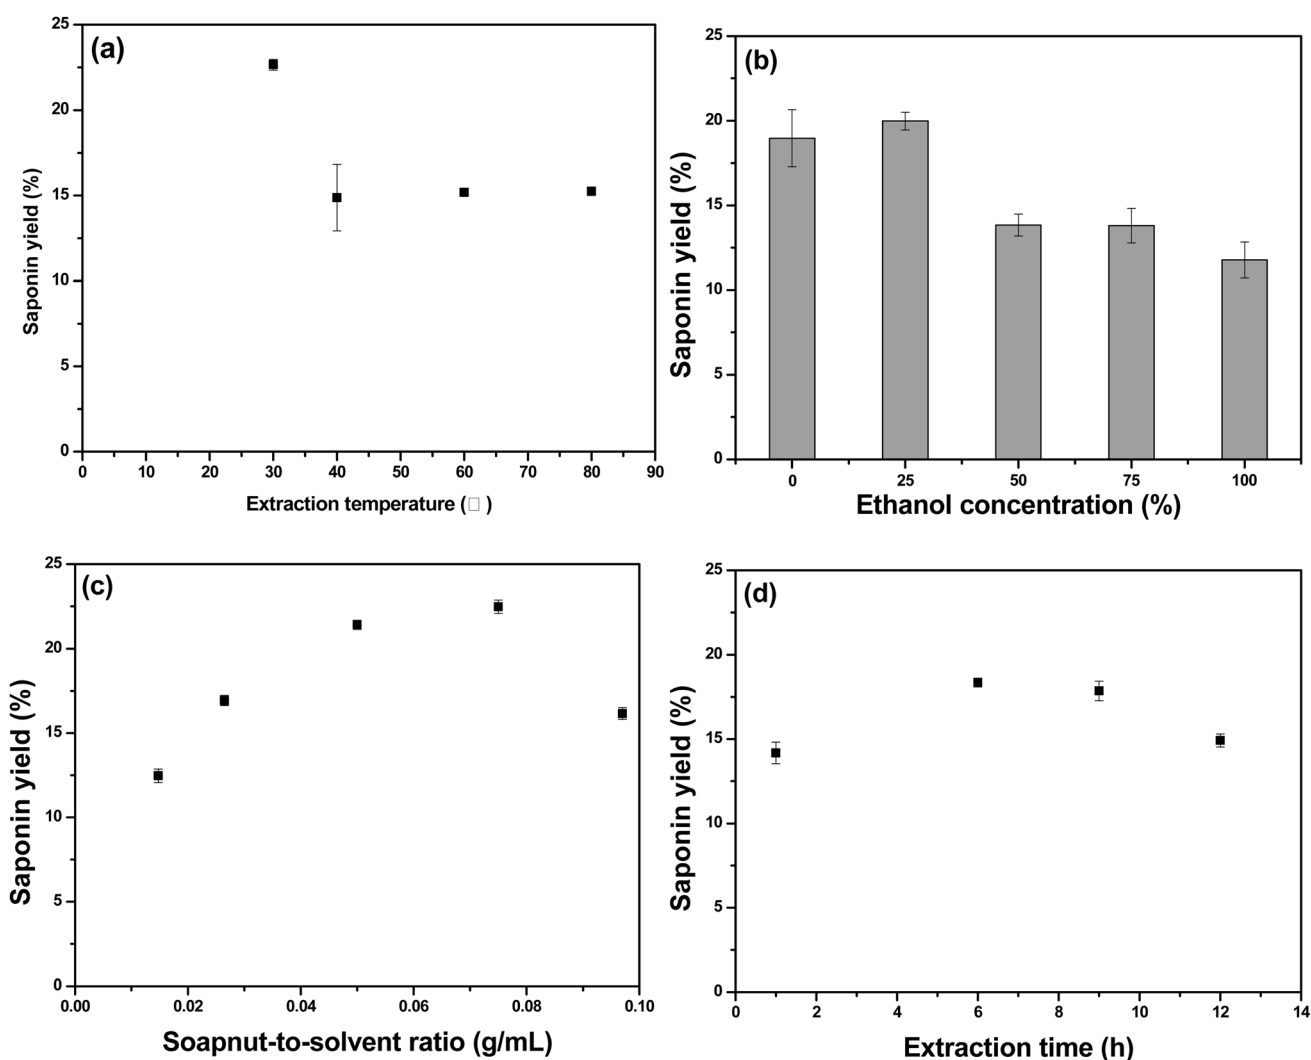 (a)
25
20
15
10
5
0
Saponin yield (%)
0 10 20 30 40 50 60 70 80 90
Extraction temperature (□ )
(b)
25
20
15
10
5
0
Saponin yield (%)
0 25 50 75 100
Ethanol concentration (%)
(c)
25
20
15
10
5
0
Saponin yield (%)
0.00 0.02 0.04 0.06 0.08 0.10
Soapnut-to-solvent ratio (g/mL)
(d)
25
20
15
10
5
0
Saponin yield (%)
0 2 4 6 8 10 12 14
Extraction time (h)